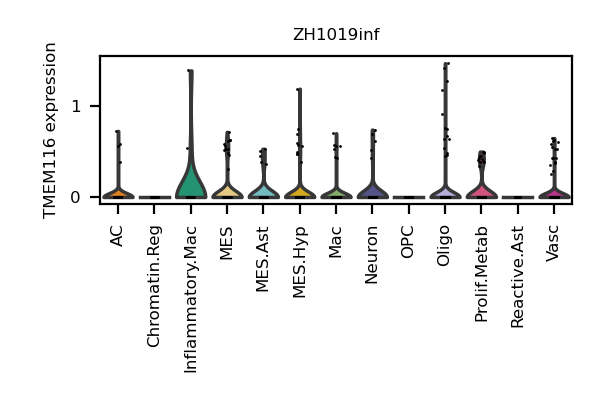 ZH1019inf
TMEM116 expression
1
0
AC
Chromatin.Reg
Inflammatory.Mac
MES
MES.Ast
MES.Hyp
Mac
Neuron
OPC
Oligo
Prolif.Metab
Reactive.Ast
Vasc